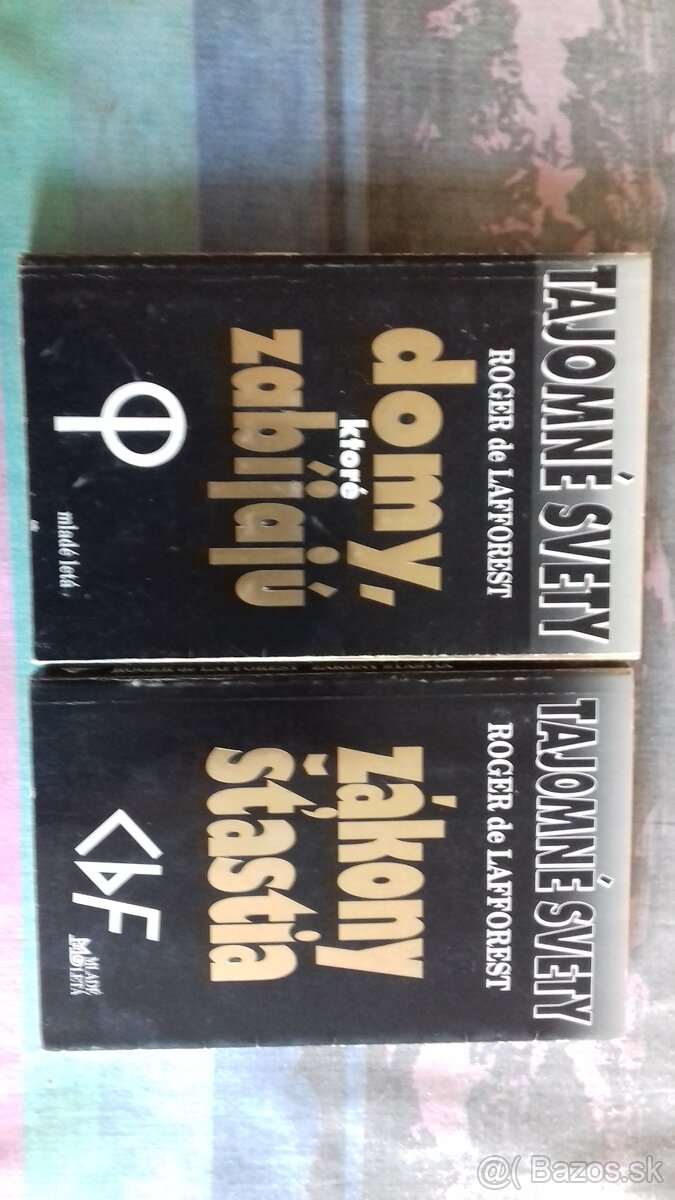 TAJOMNÉ SVETY
ROGER de LAFFOREST
domy,
ktoré
zabíjajú
φ
mladé letá
ROGER de LAFFOREST ZÁKONY ŠŤASTIA
TAJOMNÉ SVETY
ROGER de LAFFOREST
zákony
šťastia
MLADÉ
LETÁ
@( Bazos.sk